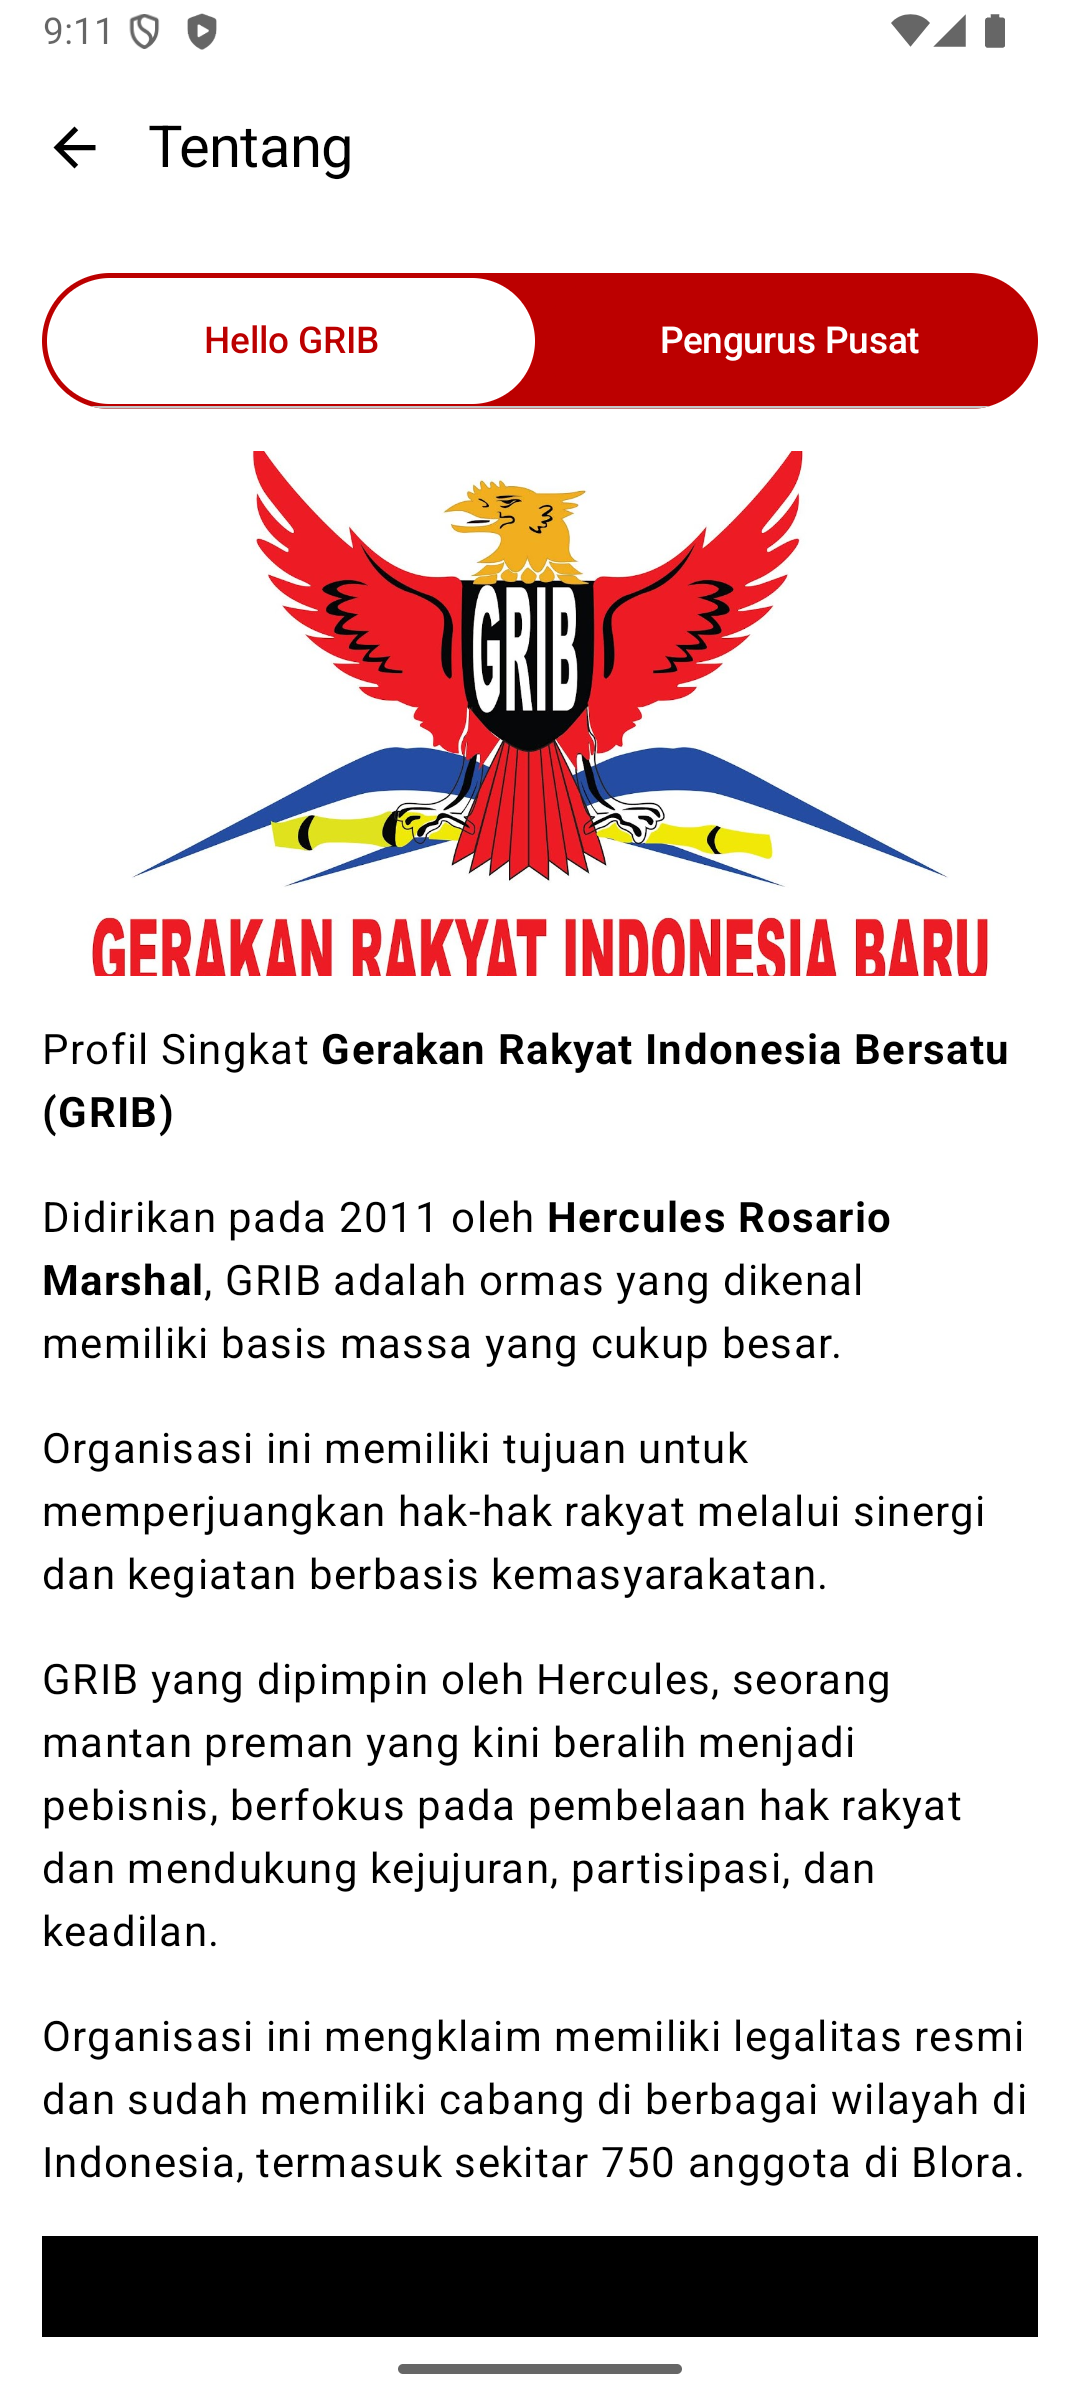 9:11
Tentang
Hello GRIB
Pengurus Pusat
GRIB
GERAKAN RAKYAT INDONESIA BARU
Profil Singkat Gerakan Rakyat Indonesia Bersatu
(GRIB)
Didirikan pada 2011 oleh Hercules Rosario
Marshal, GRIB adalah ormas yang dikenal
memiliki basis massa yang cukup besar.
Organisasi ini memiliki tujuan untuk
memperjuangkan hak-hak rakyat melalui sinergi
dan kegiatan berbasis kemasyarakatan.
GRIB yang dipimpin oleh Hercules, seorang
mantan preman yang kini beralih menjadi
pebisnis, berfokus pada pembelaan hak rakyat
dan mendukung kejujuran, partisipasi, dan
keadilan.
Organisasi ini mengklaim memiliki legalitas resmi
dan sudah memiliki cabang di berbagai wilayah di
Indonesia, termasuk sekitar 750 anggota di Blora.